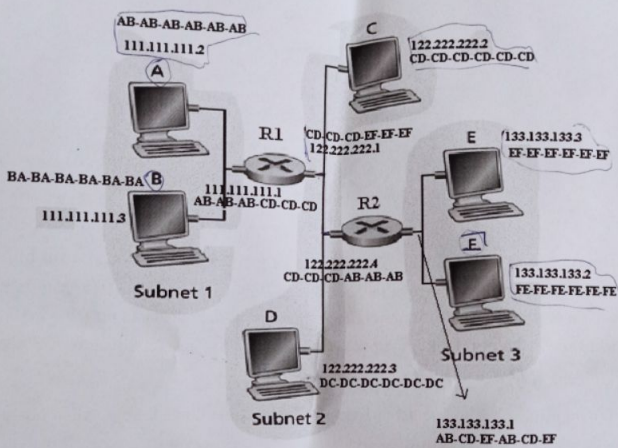 AB-AB-AB-AB-AB-AB
111.111.111.2
A
C
122.222.222.2
CD-CD-CD-CD-CD-CD
R1
CD-CD-CD-EF-EF-EF
122.222.222.1
E
133.133.133.3
EF-EF-EF-EF-EF-EF
BA-BA-BA-BA-BA-BA
B
111.111.111.3
111.111.111.1
AB-AB-AB-CD-CD-CD
R2
122.222.222.4
CD-CD-CD-AB-AB-AB
133.133.133.2
FE-FE-FE-FE-FE-FE
Subnet 1
D
122.222.222.3
DC-DC-DC-DC-DC-DC
Subnet 2
Subnet 3
133.133.133.1
AB-CD-EF-AB-CD-EF